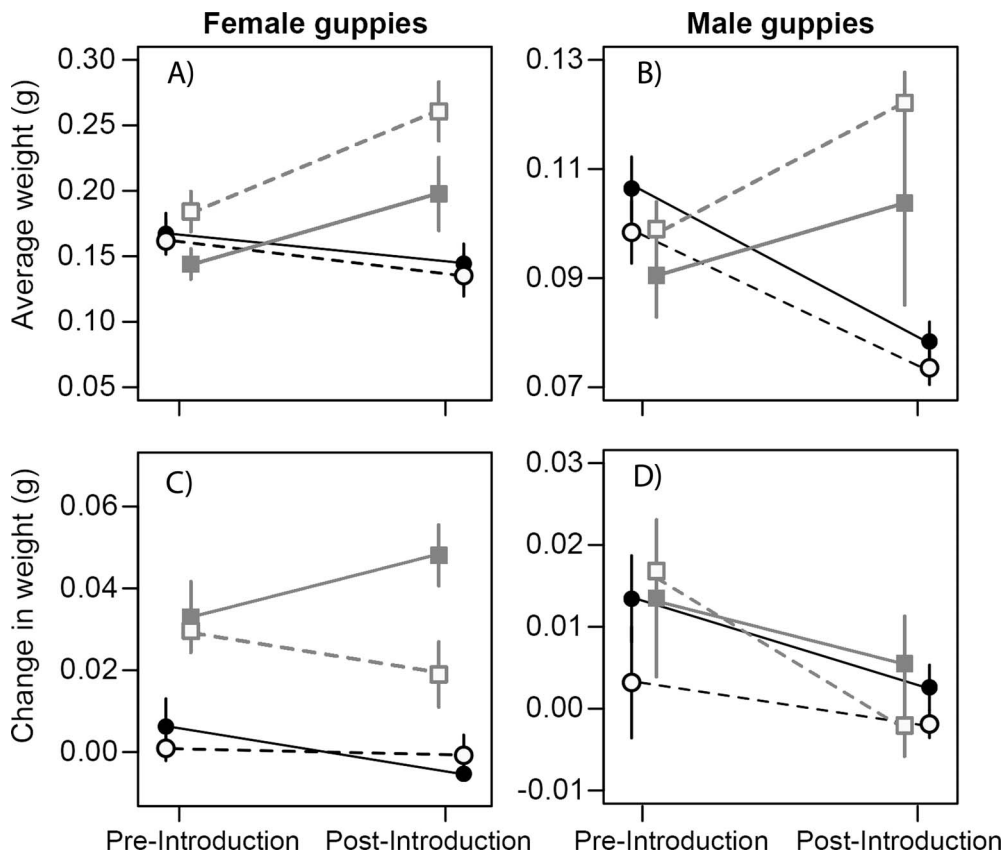 Female guppies
Male guppies
Average weight (g)
0.30
0.25
0.20
0.15
0.10
0.05
A)
0.13
0.11
0.09
0.07
B)
Change in weight (g)
0.06
0.04
0.02
0.00
C)
0.03
0.02
0.01
0.00
-0.01
D)
Pre-Introduction
Post-Introduction
Pre-Introduction
Post-Introduction